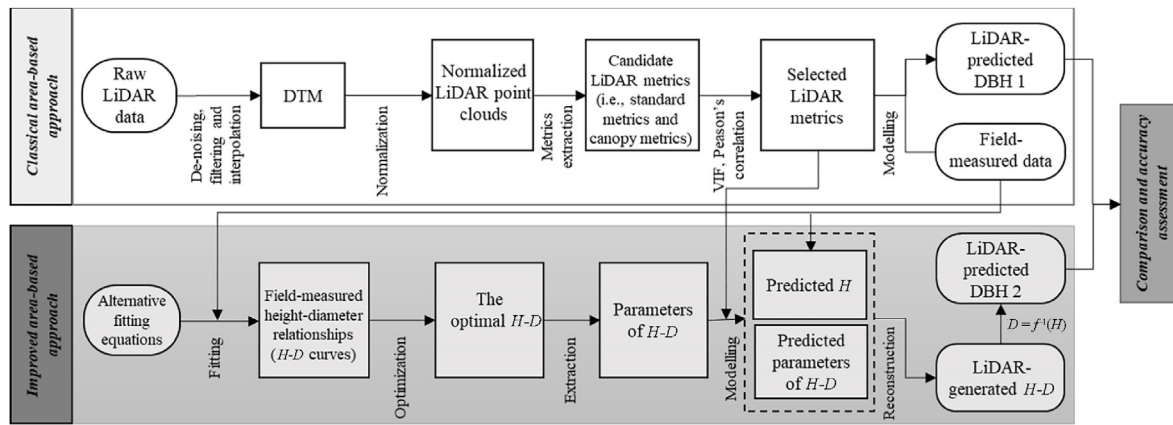 Classical area-based
approach
Raw
LiDAR
data
De-noising,
filtering and
interpolation
DTM
Normalization
Normalized
LiDAR point
clouds
Metrics
extraction
Candidate
LiDAR metrics
(i.e., standard
metrics and
canopy metrics)
VIF, Peason's
correlation
Selected
LiDAR
metrics
Modelling
LiDAR-
predicted
DBH 1
Field-
measured data
Improved area-based
approach
Alternative
fitting
equations
Fitting
Field-measured
height-diameter
relationships
(H-D curves)
Optimization
The
optimal H-D
Extraction
Parameters
of H-D
Modelling
Predicted H
Predicted
parameters
of H-D
Reconstruction
LiDAR-
predicted
DBH 2
D = f⁻¹(H)
LiDAR-
generated H-D
Comparison and accuracy
assessment